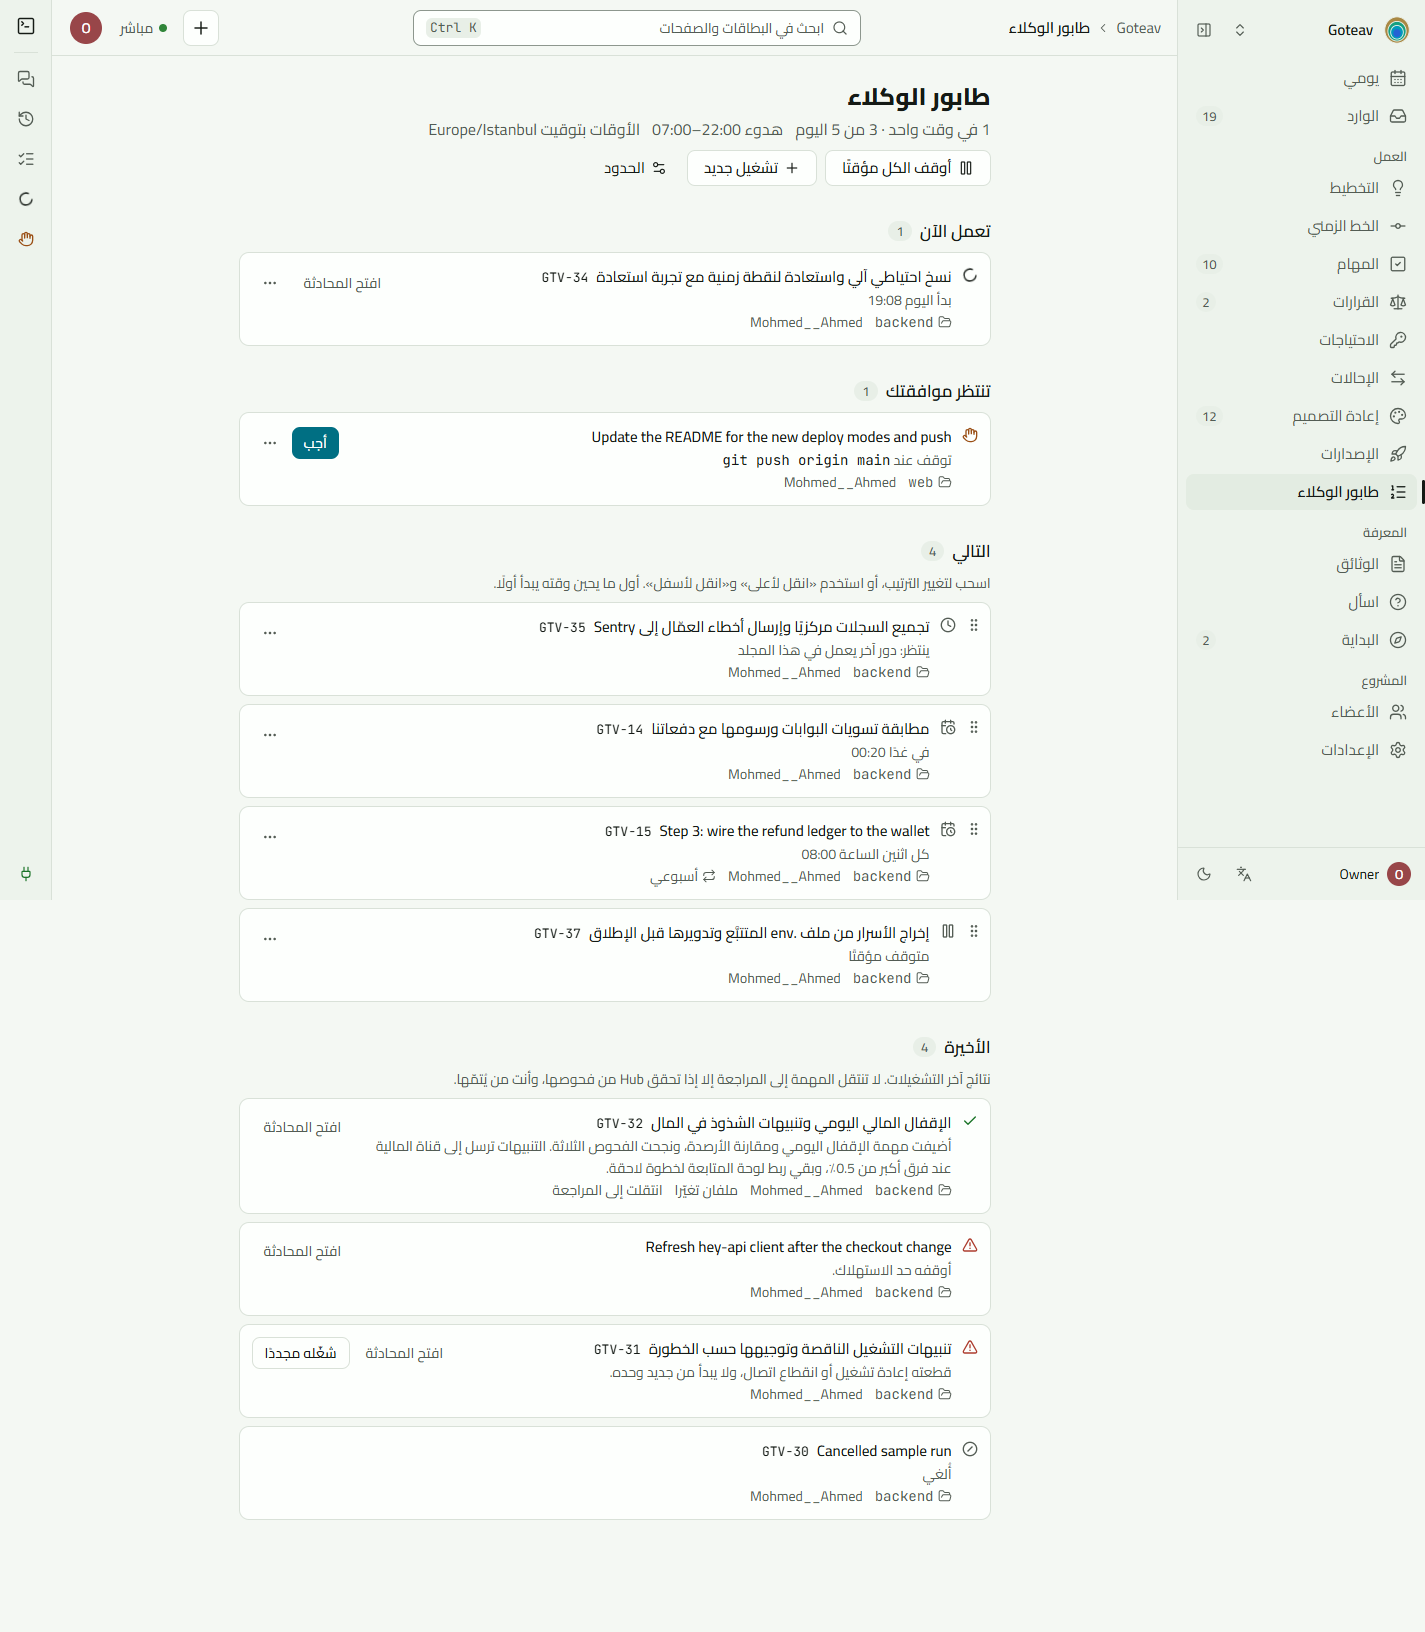 Goteav
يومي
الوارد 19
العمل
التخطيط
الخط الزمني
المهام 10
القرارات 2
الاحتياجات
الإحالات
إعادة التصميم 12
الإصدارات
طابور الوكلاء
المعرفة
الوثائق
اسأل
البداية 2
المشروع
الأعضاء
الإعدادات
O Owner
Goteav › طابور الوكلاء
ابحث في البطاقات والصفحات Ctrl K
مباشر
O
طابور الوكلاء
1 في وقت واحد · 3 من 5 اليوم هدوء 22:00–07:00 الأوقات بتوقيت Europe/Istanbul
أوقف الكل مؤقتًا
تشغيل جديد
الحدود
تعمل الآن 1
نسخ احتياطي آلي واستعادة لنقطة زمنية مع تجربة استعادة GTV-34
بدأ اليوم 19:08
backend Mohmed__Ahmed
افتح المحادثة
تنتظر موافقتك 1
Update the README for the new deploy modes and push
توقف عند git push origin main
web Mohmed__Ahmed
أجب
التالي 4
اسحب لتغيير الترتيب، أو استخدم «انقل لأعلى» و«انقل لأسفل». أول ما يحين وقته يبدأ أولًا.
تجميع السجلات مركزيًا وإرسال أخطاء العمّال إلى Sentry GTV-35
ينتظر: دور آخر يعمل في هذا المجلد
backend Mohmed__Ahmed
مطابقة تسويات البوابات ورسومها مع دفعاتنا GTV-14
في غدًا 00:20
backend Mohmed__Ahmed
Step 3: wire the refund ledger to the wallet GTV-15
كل اثنين الساعة 08:00
backend Mohmed__Ahmed أسبوعي
إخراج الأسرار من ملف .env المتتبَّع وتدويرها قبل الإطلاق GTV-37
متوقف مؤقتًا
backend Mohmed__Ahmed
الأخيرة 4
نتائج آخر التشغيلات. لا تنتقل المهمة إلى المراجعة إلا إذا تحقق Hub من فحوصها، وأنت من يُتمّها.
الإقفال المالي اليومي وتنبيهات الشذوذ في المال GTV-32
أضيفت مهمة الإقفال اليومي ومقارنة الأرصدة، ونجحت الفحوص الثلاثة. التنبيهات ترسل إلى قناة المالية
عند فرق أكبر من 0.5٪، وبقي ربط لوحة المتابعة لخطوة لاحقة.
backend Mohmed__Ahmed ملفان تغيّرا انتقلت إلى المراجعة
افتح المحادثة
Refresh hey-api client after the checkout change
أوقفه حد الاستهلاك.
backend Mohmed__Ahmed
افتح المحادثة
تنبيهات التشغيل الناقصة وتوجيهها حسب الخطورة GTV-31
قطعته إعادة تشغيل أو انقطاع اتصال، ولا يبدأ من جديد وحده.
backend Mohmed__Ahmed
افتح المحادثة
شغّله مجددًا
Cancelled sample run GTV-30
أُلغي
backend Mohmed__Ahmed